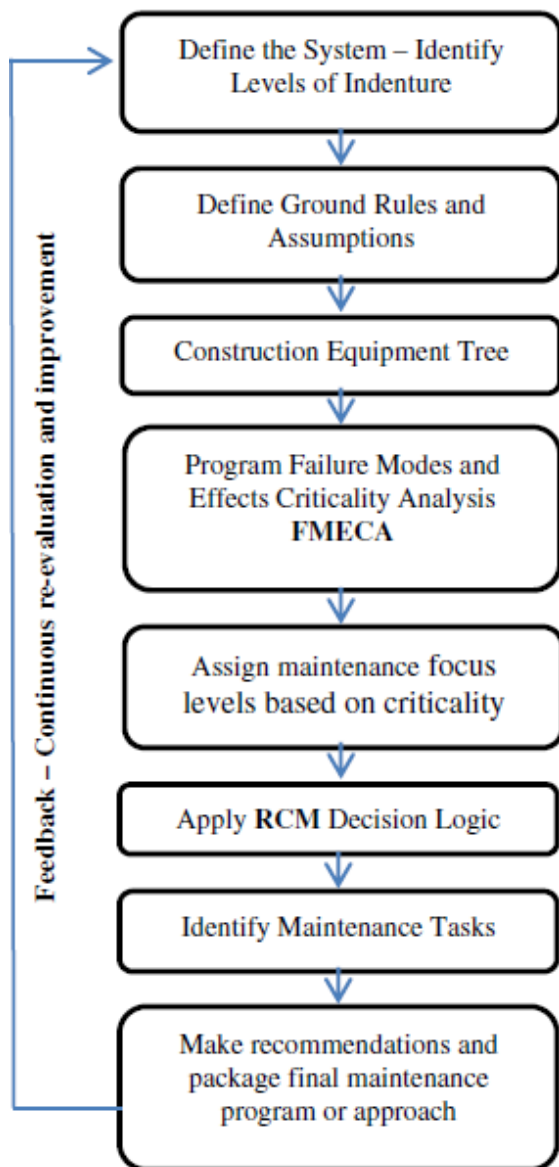 Define the System – Identify
Levels of Indenture
Define Ground Rules and
Assumptions
Construction Equipment Tree
Program Failure Modes and
Effects Criticality Analysis
FMECA
Assign maintenance focus
levels based on criticality
Apply RCM Decision Logic
Identify Maintenance Tasks
Make recommendations and
package final maintenance
program or approach
Feedback – Continuous re-evaluation and improvement